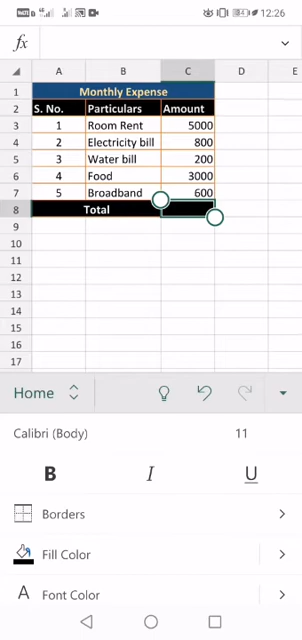 12:26
fx
A B C D E
1 Monthly Expense
2 S. No. Particulars Amount
3 1 Room Rent 5000
4 2 Electricity bill 800
5 3 Water bill 200
6 4 Food 3000
7 5 Broadband 600
8 Total
9
10
11
12
13
14
15
16
17
Home
Calibri (Body) 11
B I U
Borders
Fill Color
A Font Color